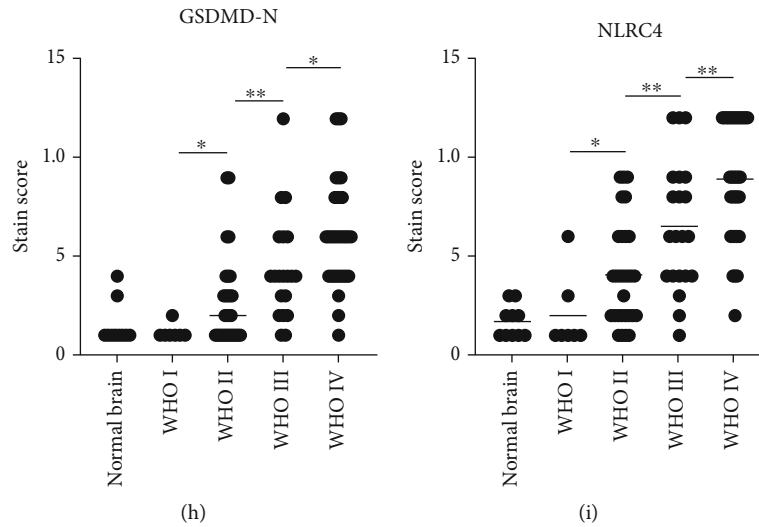 GSDMD-N
15
1.0
5
0
Stain score
*
**
*
Normal brain
WHO I
WHO II
WHO III
WHO IV
(h)
NLRC4
15
1.0
5
0
Stain score
*
**
**
Normal brain
WHO I
WHO II
WHO III
WHO IV
(i)